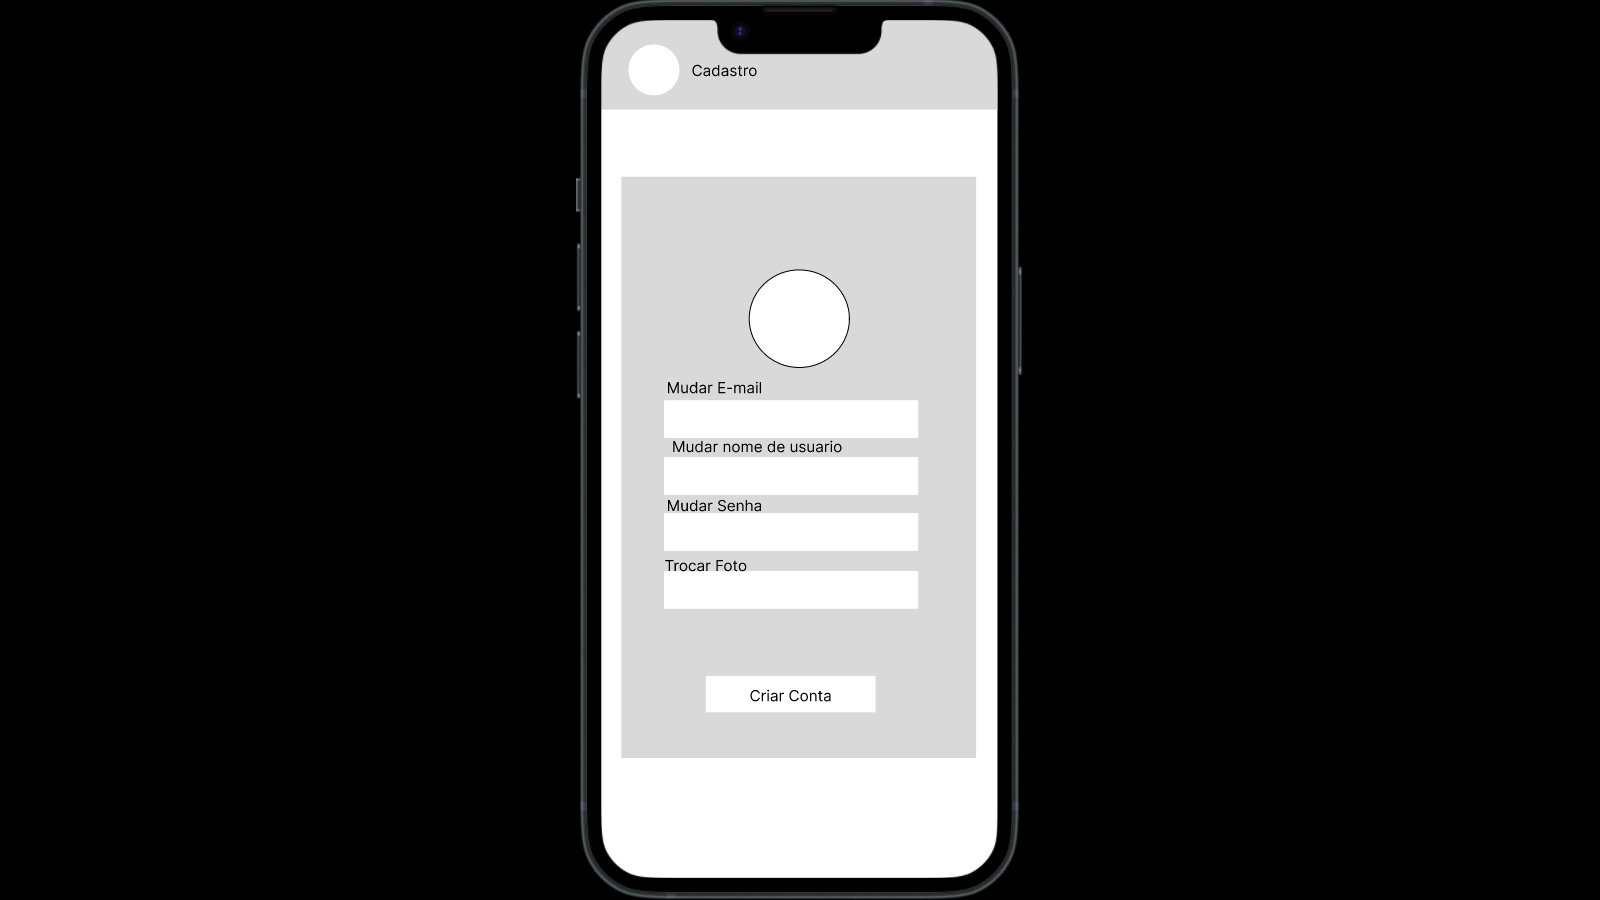 Cadastro
Mudar E-mail
Mudar nome de usuario
Mudar Senha
Trocar Foto
Criar Conta